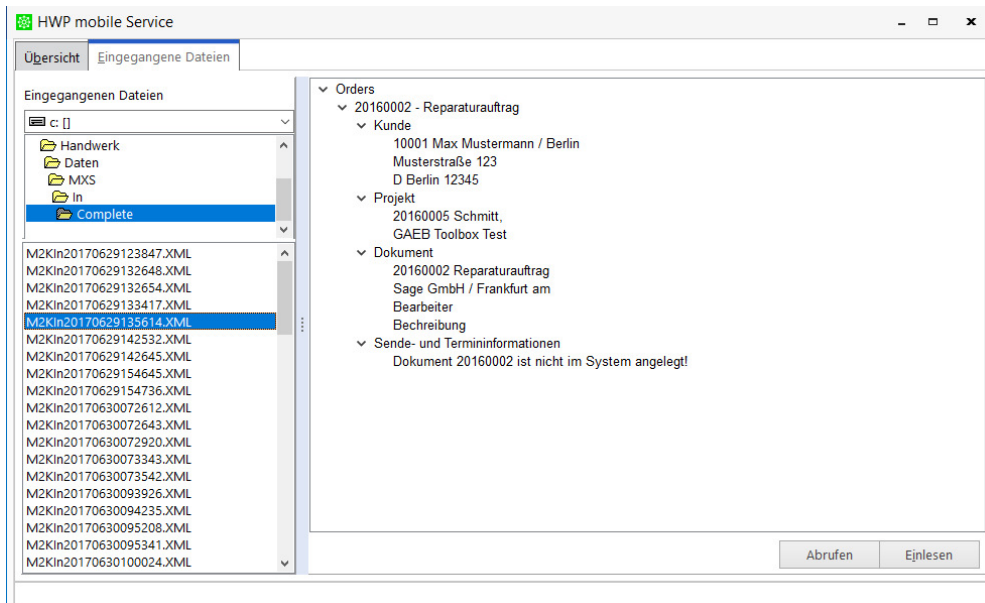 HWP mobile Service
Übersicht
Eingegangene Dateien
Eingegangenen Dateien
c: []
Handwerk
Daten
MXS
In
Complete
M2KIn20170629123847.XML
M2KIn20170629132648.XML
M2KIn20170629132654.XML
M2KIn20170629133417.XML
M2KIn20170629135614.XML
M2KIn20170629142532.XML
M2KIn20170629142645.XML
M2KIn20170629154645.XML
M2KIn20170629154736.XML
M2KIn20170630072612.XML
M2KIn20170630072643.XML
M2KIn20170630072920.XML
M2KIn20170630073343.XML
M2KIn20170630073542.XML
M2KIn20170630093926.XML
M2KIn20170630094235.XML
M2KIn20170630095208.XML
M2KIn20170630095341.XML
M2KIn20170630100024.XML
Orders
20160002 - Reparaturauftrag
Kunde
10001 Max Mustermann / Berlin
Musterstraße 123
D Berlin 12345
Projekt
20160005 Schmitt,
GAEB Toolbox Test
Dokument
20160002 Reparaturauftrag
Sage GmbH / Frankfurt am
Bearbeiter
Bechreibung
Sende- und Termininformationen
Dokument 20160002 ist nicht im System angelegt!
Abrufen
Einlesen